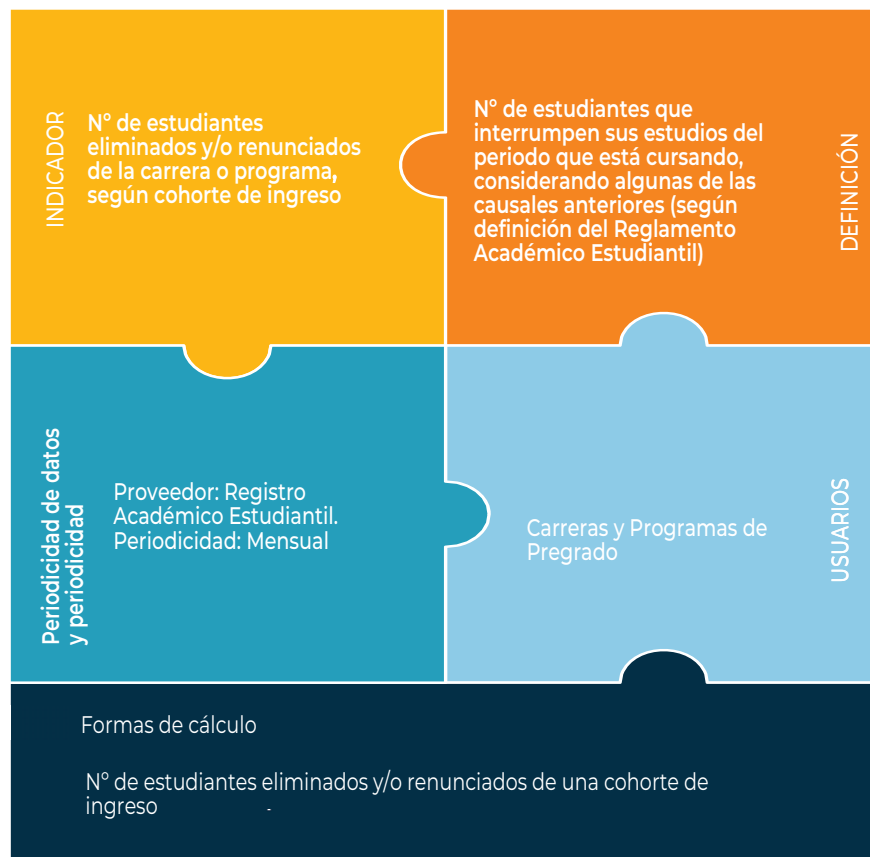 INDICADOR
N° de estudiantes
eliminados y/o renunciados
de la carrera o programa,
según cohorte de ingreso
N° de estudiantes que
interrumpen sus estudios del
periodo que está cursando,
considerando algunas de las
causales anteriores (según
definición del Reglamento
Académico Estudiantil)
DEFINICIÓN
Periodicidad de datos
y periodicidad
Proveedor: Registro
Académico Estudiantil.
Periodicidad: Mensual
Carreras y Programas de
Pregrado
USUARIOS
Formas de cálculo
N° de estudiantes eliminados y/o renunciados de una cohorte de
ingreso -